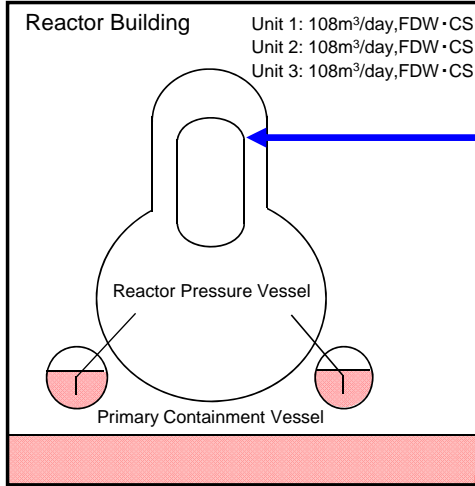 Reactor Building
Unit 1: 108m³/day,FDW・CS
Unit 2: 108m³/day,FDW・CS
Unit 3: 108m³/day,FDW・CS
Reactor Pressure Vessel
Primary Containment Vessel